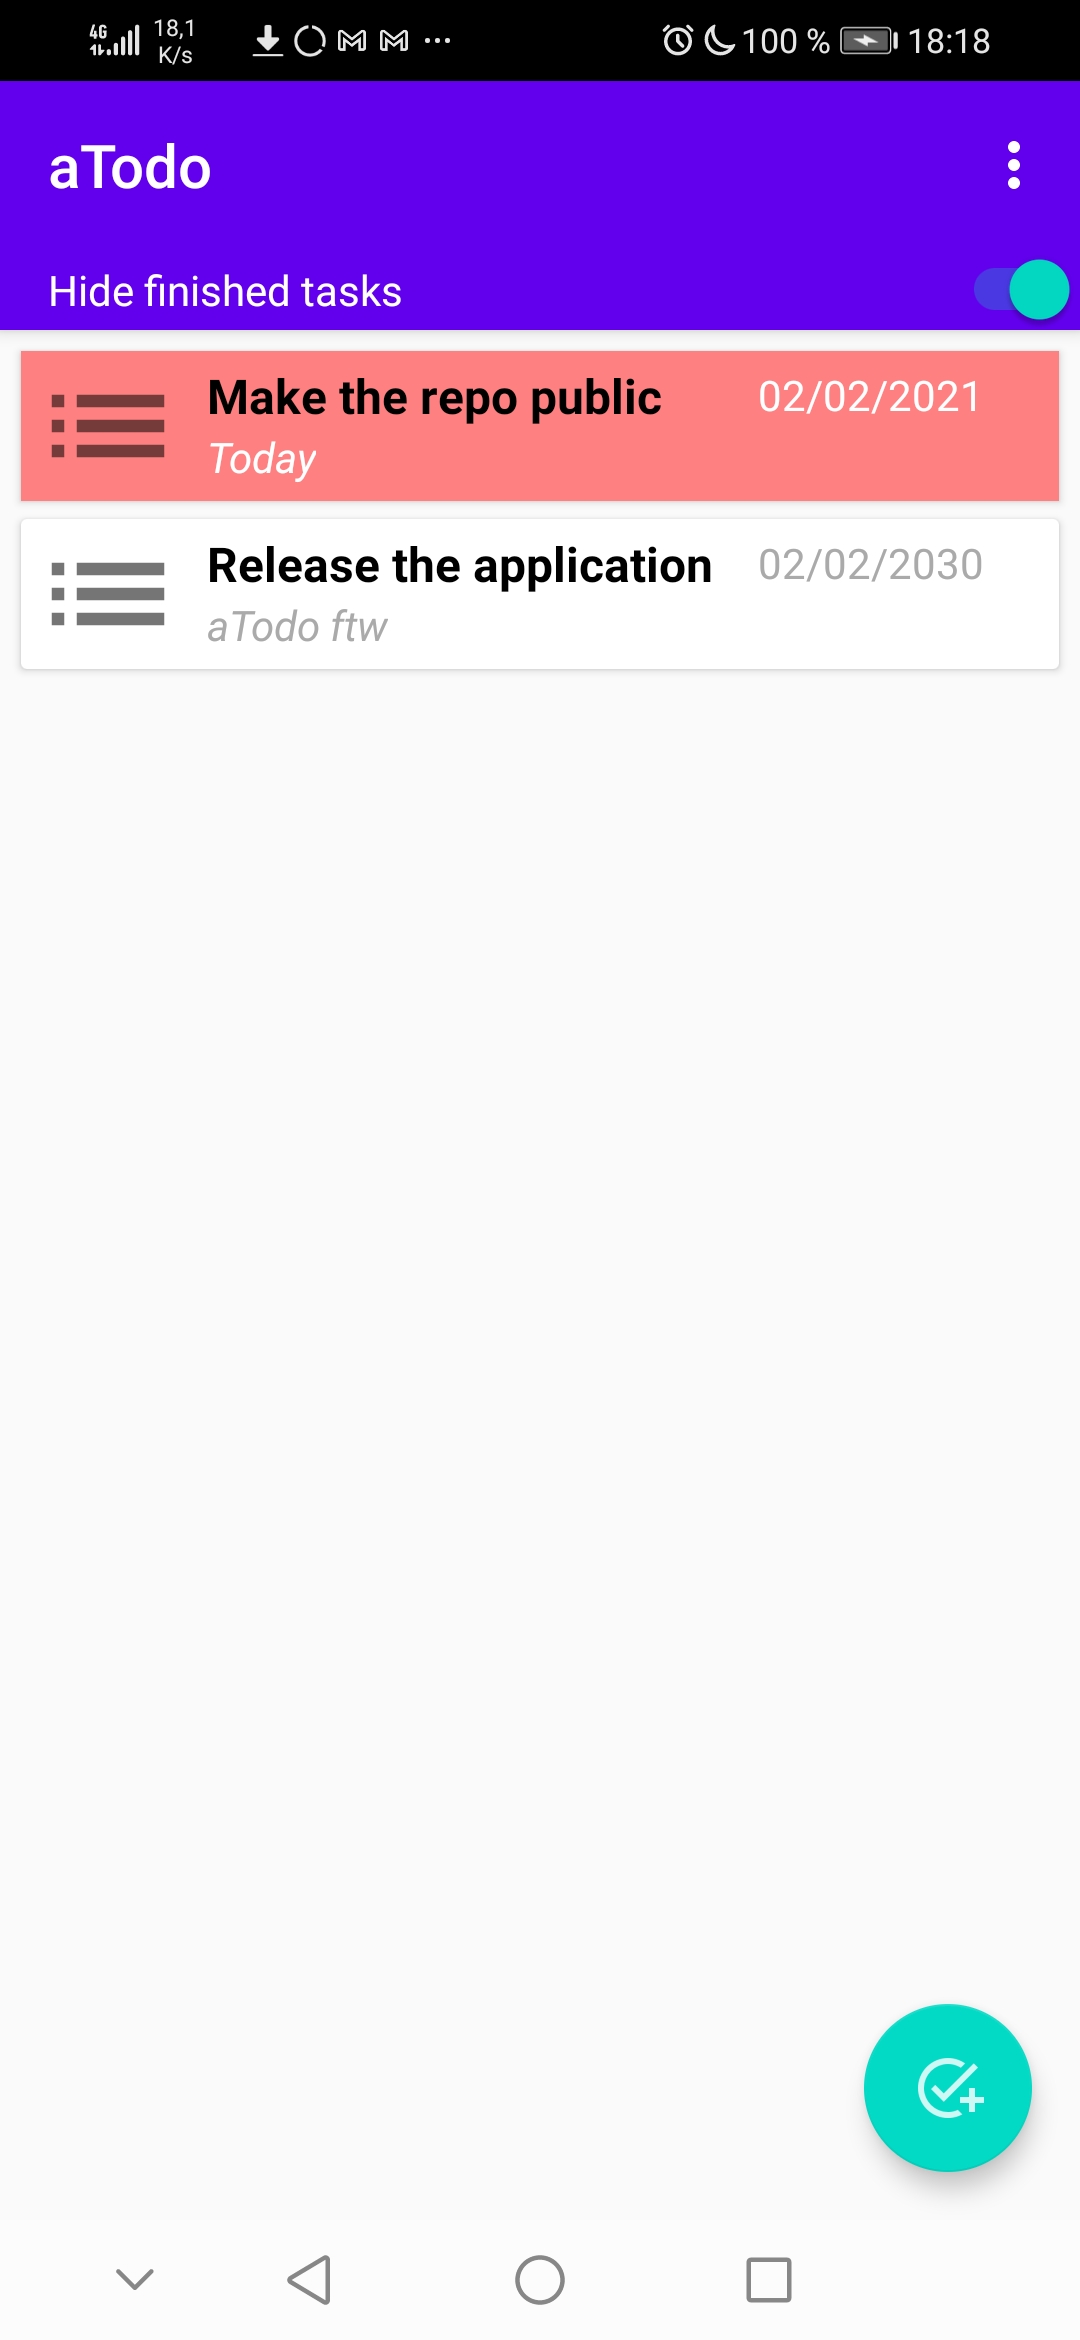 4G 18,1 K/s 100 % 18:18
aTodo
Hide finished tasks
Make the repo public 02/02/2021
Today
Release the application 02/02/2030
aTodo ftw